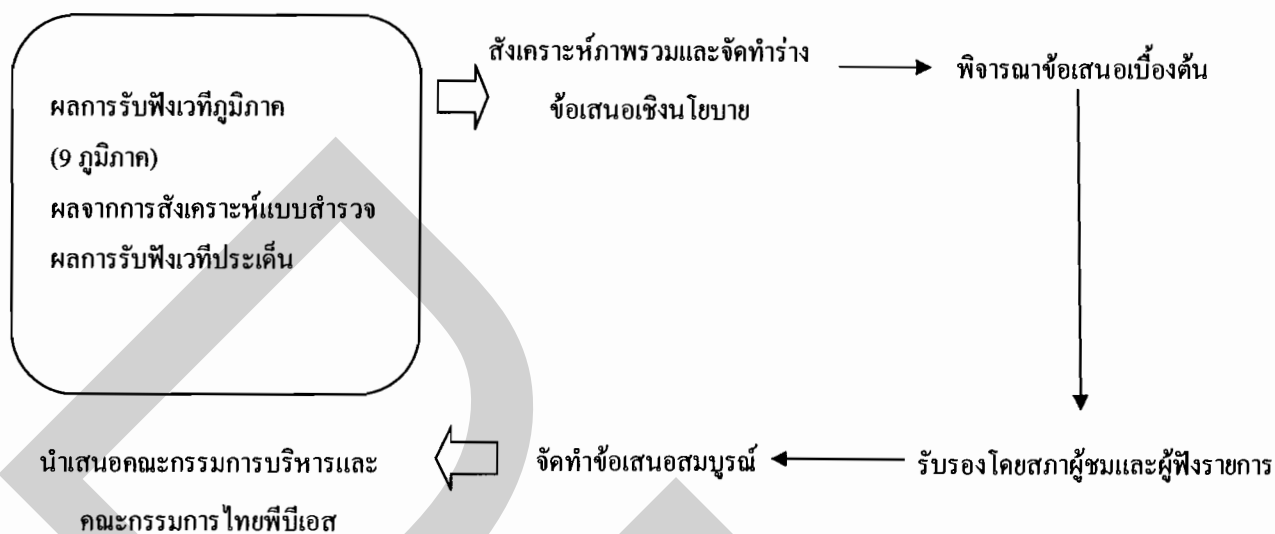 ผลการรับฟังเวทีภูมิภาค
(9 ภูมิภาค)
ผลจากการสังเคราะห์แบบสำรวจ
ผลการรับฟังเวทีประเด็น
สังเคราะห์ภาพรวมและจัดทำร่าง
ข้อเสนอเชิงนโยบาย
พิจารณาข้อเสนอเบื้องต้น
รับรองโดยสภาผู้ชมและผู้ฟังรายการ
จัดทำข้อเสนอสมบูรณ์
นำเสนอคณะกรรมการบริหารและ
คณะกรรมการไทยพีบีเอส